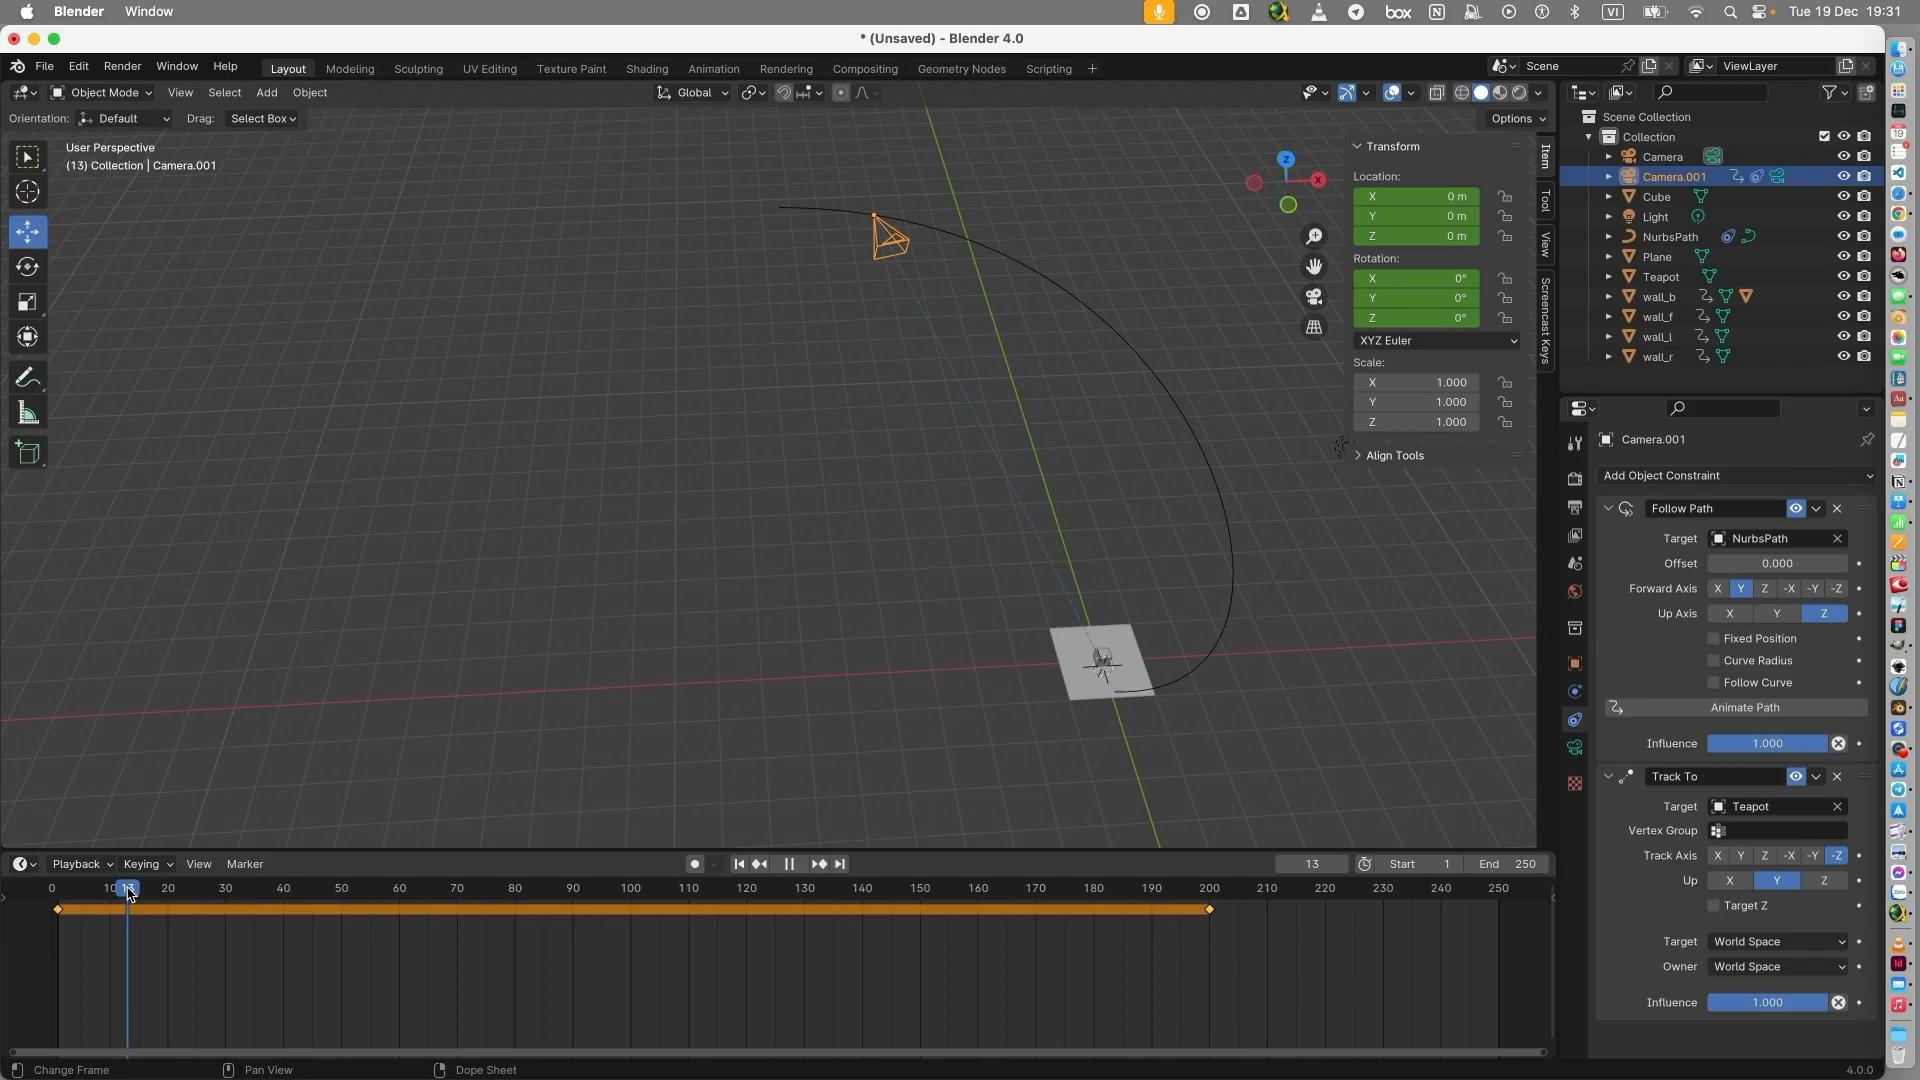 Blender Window box N VI Tue 19 Dec 19:31
* (Unsaved) - Blender 4.0
File Edit Render Window Help Layout Modeling Sculpting UV Editing Texture Paint Shading Animation Rendering Compositing Geometry Nodes Scripting + Scene ViewLayer
Object Mode View Select Add Object Global
Orientation: Default Drag: Select Box Options
User Perspective
(13) Collection | Camera.001
Z
X
Item
Tool
View
Screencast Keys
Transform
Location:
X 0 m
Y 0 m
Z 0 m
Rotation:
X 0°
Y 0°
Z 0°
XYZ Euler
Scale:
X 1.000
Y 1.000
Z 1.000
Align Tools
Scene Collection
Collection
Camera
Camera.001
Cube
Light
NurbsPath
Plane
Teapot
wall_b
wall_f
wall_l
wall_r
Camera.001
Add Object Constraint
Follow Path
Target NurbsPath
Offset 0.000
Forward Axis X Y Z -X -Y -Z
Up Axis X Y Z
Fixed Position
Curve Radius
Follow Curve
Animate Path
Influence 1.000
Track To
Target Teapot
Vertex Group
Track Axis X Y Z -X -Y -Z
Up X Y Z
Target Z
Target World Space
Owner World Space
Influence 1.000
Playback Keying View Marker 13 Start 1 End 250
0 10 13 20 30 40 50 60 70 80 90 100 110 120 130 140 150 160 170 180 190 200 210 220 230 240 250
Change Frame Pan View Dope Sheet 4.0.0